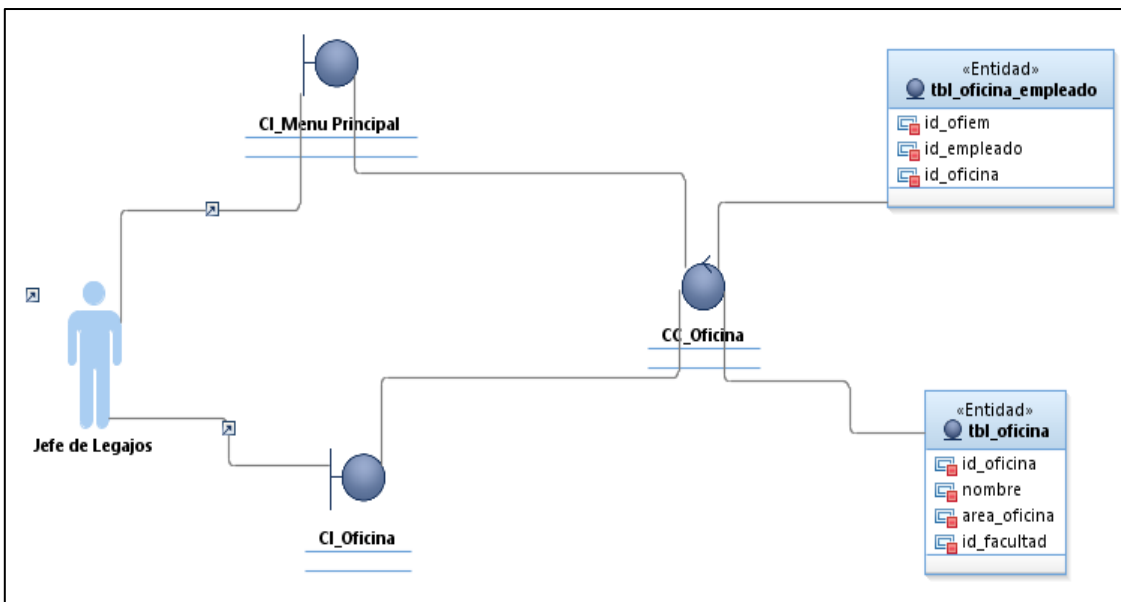 CI_Menu Principal
«Entidad»
tbl_oficina_empleado
id_ofiem
id_empleado
id_oficina
CC_Oficina
Jefe de Legajos
CI_Oficina
«Entidad»
tbl_oficina
id_oficina
nombre
area_oficina
id_facultad